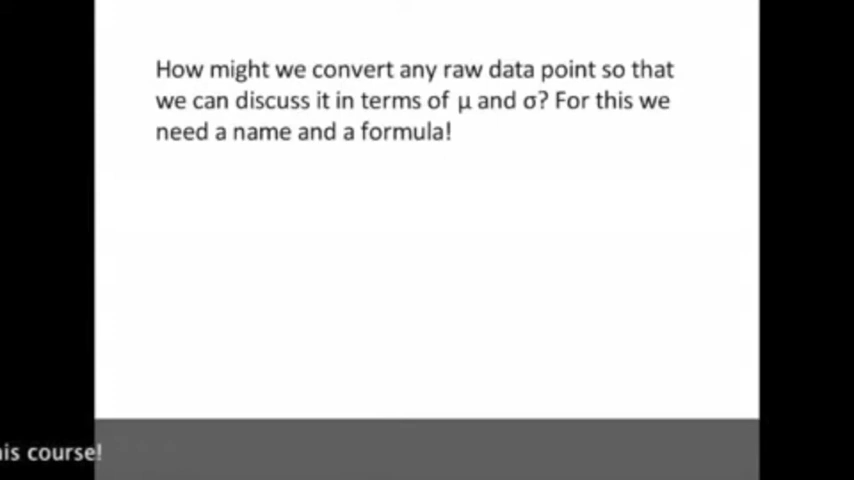 How might we convert any raw data point so that
we can discuss it in terms of μ and σ? For this we
need a name and a formula!
his course!